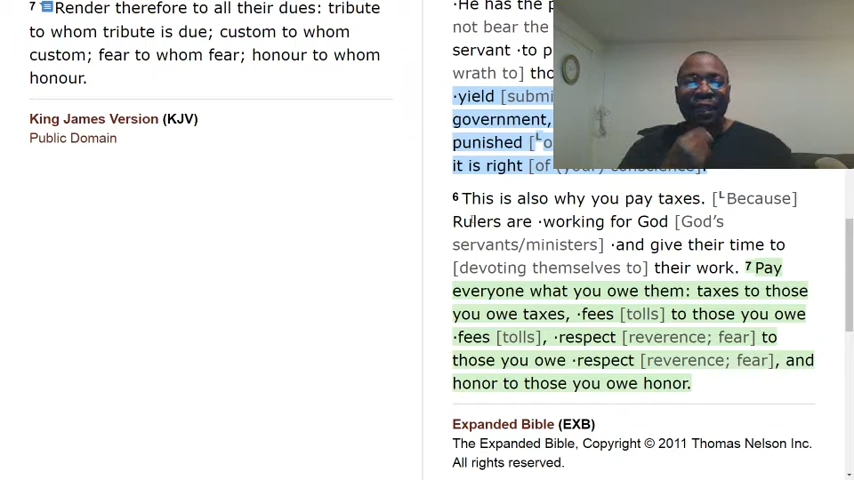 7 Render therefore to all their dues: tribute
to whom tribute is due; custom to whom
custom; fear to whom fear; honour to whom
honour.
King James Version (KJV)
Public Domain
·He has the p
not bear the
servant ·to p
wrath to] tho
·yield [submi
government,
punished [L o
it is right [of (your) conscience].
6 This is also why you pay taxes. [L Because]
Rulers are ·working for God [God's
servants/ministers] ·and give their time to
[devoting themselves to] their work. 7 Pay
everyone what you owe them: taxes to those
you owe taxes, ·fees [tolls] to those you owe
·fees [tolls], ·respect [reverence; fear] to
those you owe ·respect [reverence; fear], and
honor to those you owe honor.
Expanded Bible (EXB)
The Expanded Bible, Copyright © 2011 Thomas Nelson Inc.
All rights reserved.